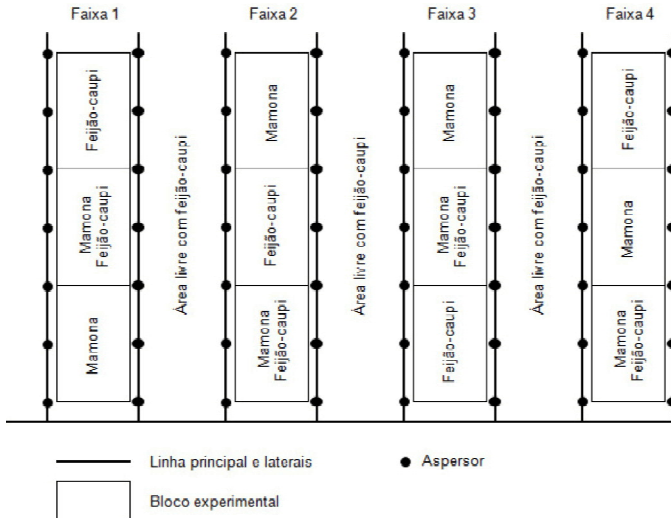 Faixa 1
Faixa 2
Faixa 3
Faixa 4
Feijão-caupi
Mamona
Feijão-caupi
Mamona
Área livre com feijão-caupi
Mamona
Feijão-caupi
Mamona
Feijão-caupi
Área livre com feijão-caupi
Mamona
Mamona
Feijão-caupi
Feijão-caupi
Área livre com feijão-caupi
Feijão-caupi
Mamona
Mamona
Feijão-caupi
Linha principal e laterais
Aspersor
Bloco experimental